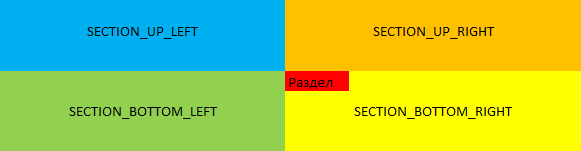 SECTION_UP_LEFT
SECTION_UP_RIGHT
Раздел
SECTION_BOTTOM_LEFT
SECTION_BOTTOM_RIGHT